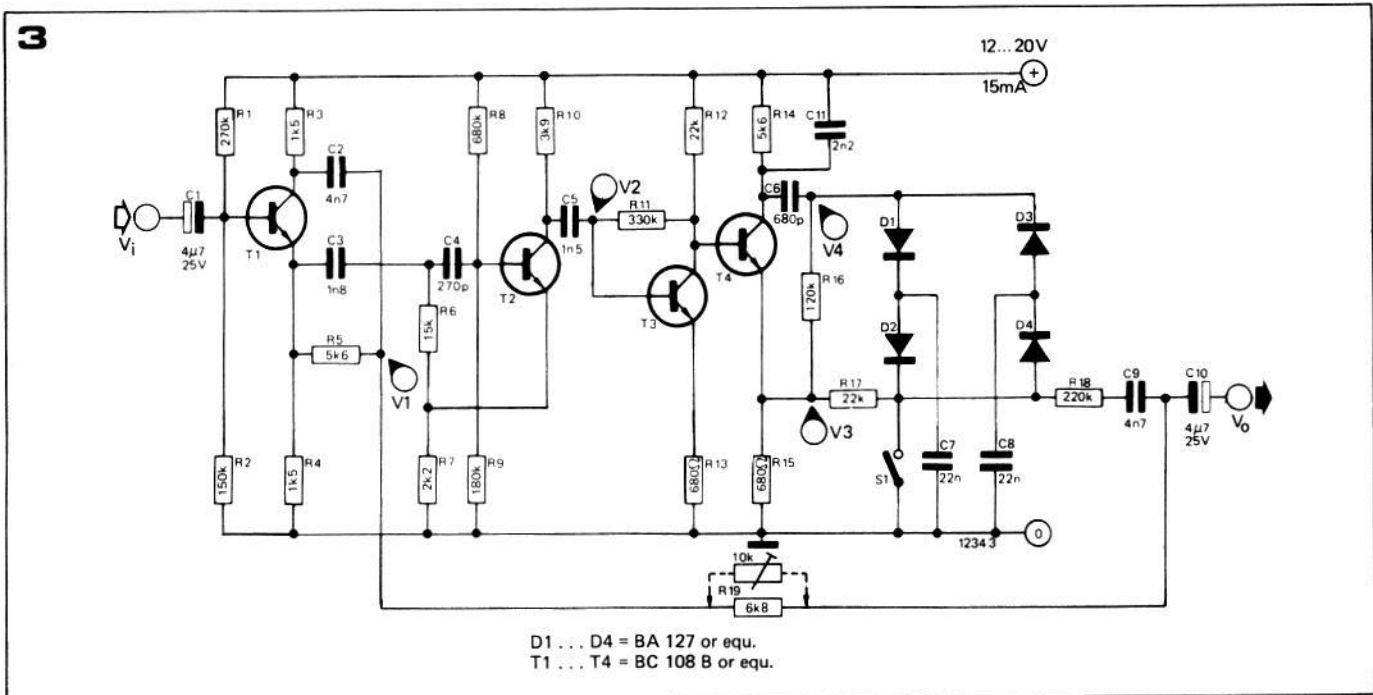 3
12...20V
+
15mA
R1
270k
R3
1k5
R8
680k
R10
3k9
R12
22k
R14
5k6
C11
2n2
C2
4n7
C1
4µ7
25V
Vi
T1
C3
1n8
C4
270p
T2
C5
1n5
V2
R11
330k
T3
T4
C6
680p
V4
D1
D3
R16
120k
R6
15k
R5
5k6
V1
D2
D4
R17
22k
V3
R18
220k
C9
4n7
C10
4µ7
25V
Vo
R2
150k
R4
1k5
R7
2k2
R9
180k
R13
680Ω
R15
680Ω
S1
C7
22n
C8
22n
1234 3
0
10k
R19
6k8
D1 . . . D4 = BA 127 or equ.
T1 . . . T4 = BC 108 B or equ.